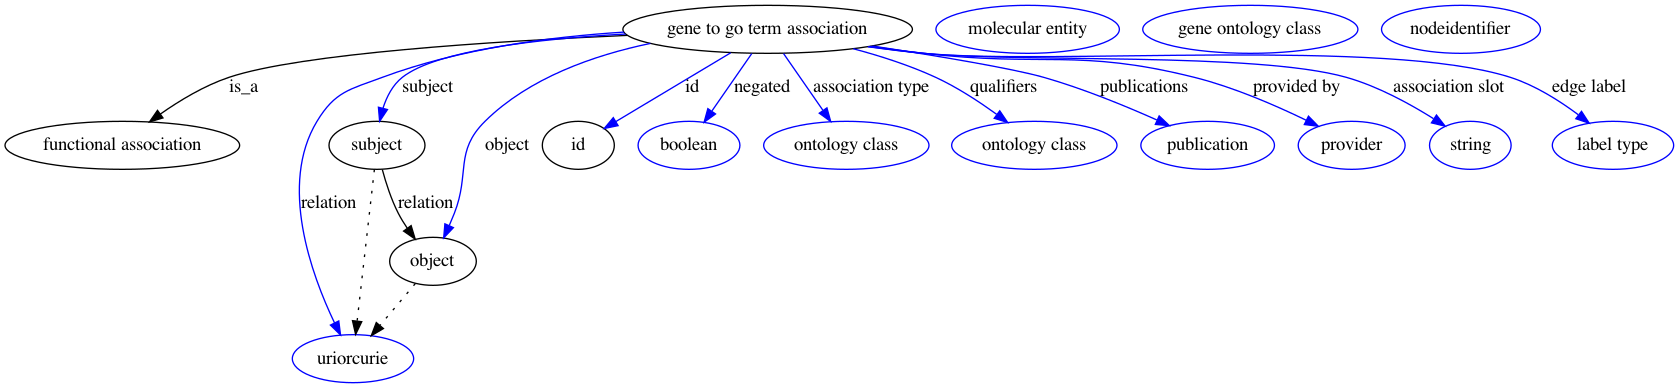 gene to go term association
molecular entity
gene ontology class
nodeidentifier
is_a
subject
object
id
negated
association type
qualifiers
publications
provided by
association slot
edge label
functional association
subject
id
boolean
ontology class
ontology class
publication
provider
string
label type
relation
relation
object
uriorcurie